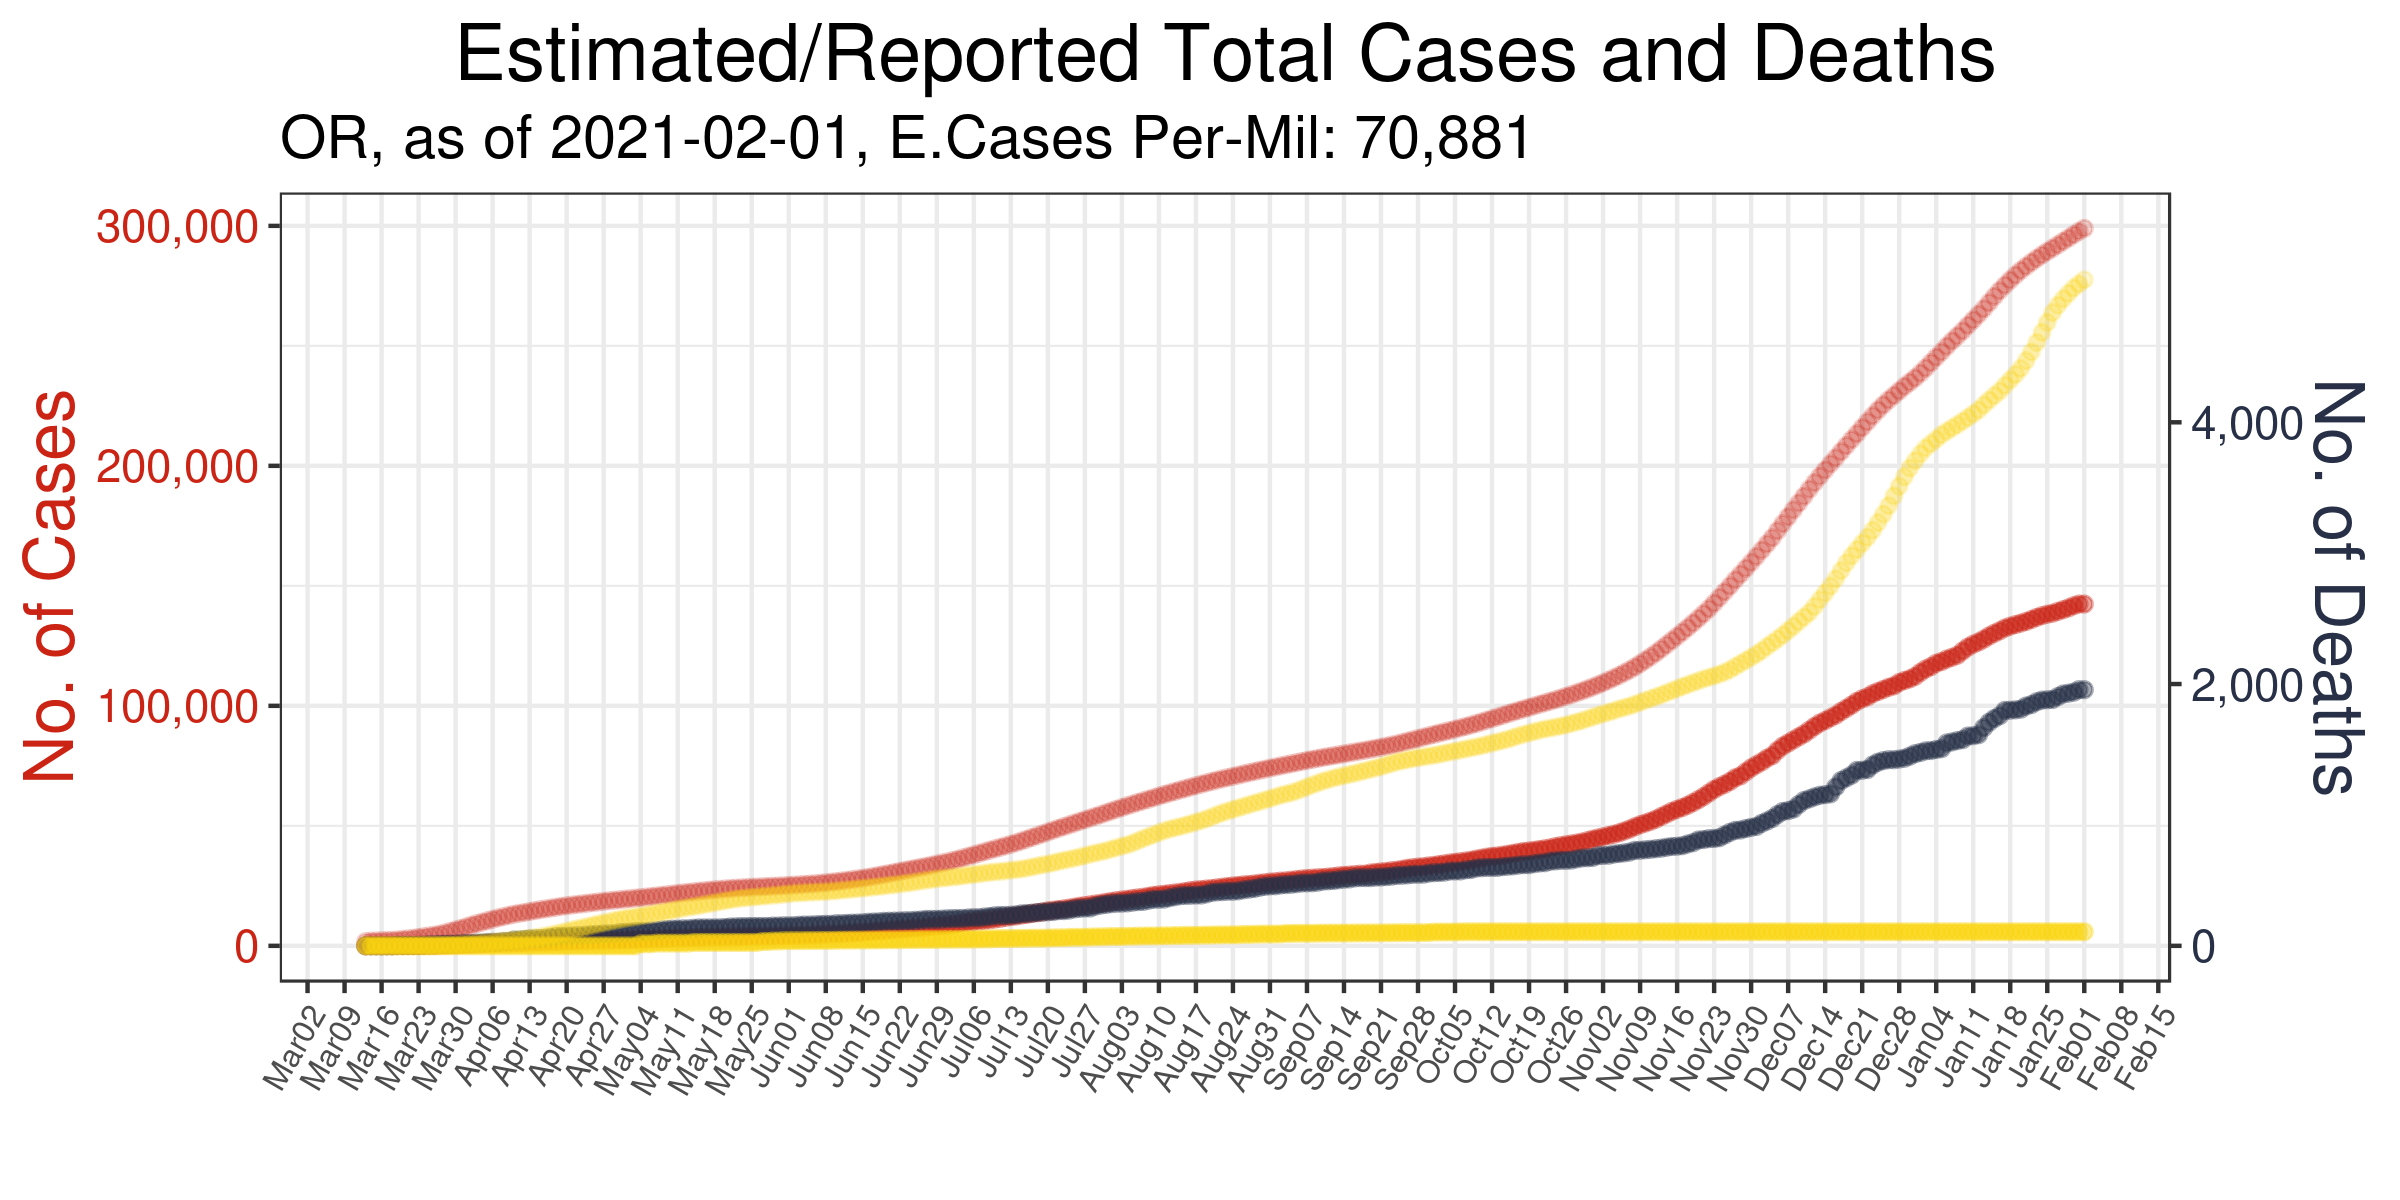 Estimated/Reported Total Cases and Deaths
OR, as of 2021-02-01, E.Cases Per-Mil: 70,881
No. of Cases
300,000
200,000
100,000
0
4,000
2,000
0
No. of Deaths
Mar02
Mar09
Mar16
Mar23
Mar30
Apr06
Apr13
Apr20
Apr27
May04
May11
May18
May25
Jun01
Jun08
Jun15
Jun22
Jun29
Jul06
Jul13
Jul20
Jul27
Aug03
Aug10
Aug17
Aug24
Aug31
Sep07
Sep14
Sep21
Sep28
Oct05
Oct12
Oct19
Oct26
Nov02
Nov09
Nov16
Nov23
Nov30
Dec07
Dec14
Dec21
Dec28
Jan04
Jan11
Jan18
Jan25
Feb01
Feb08
Feb15